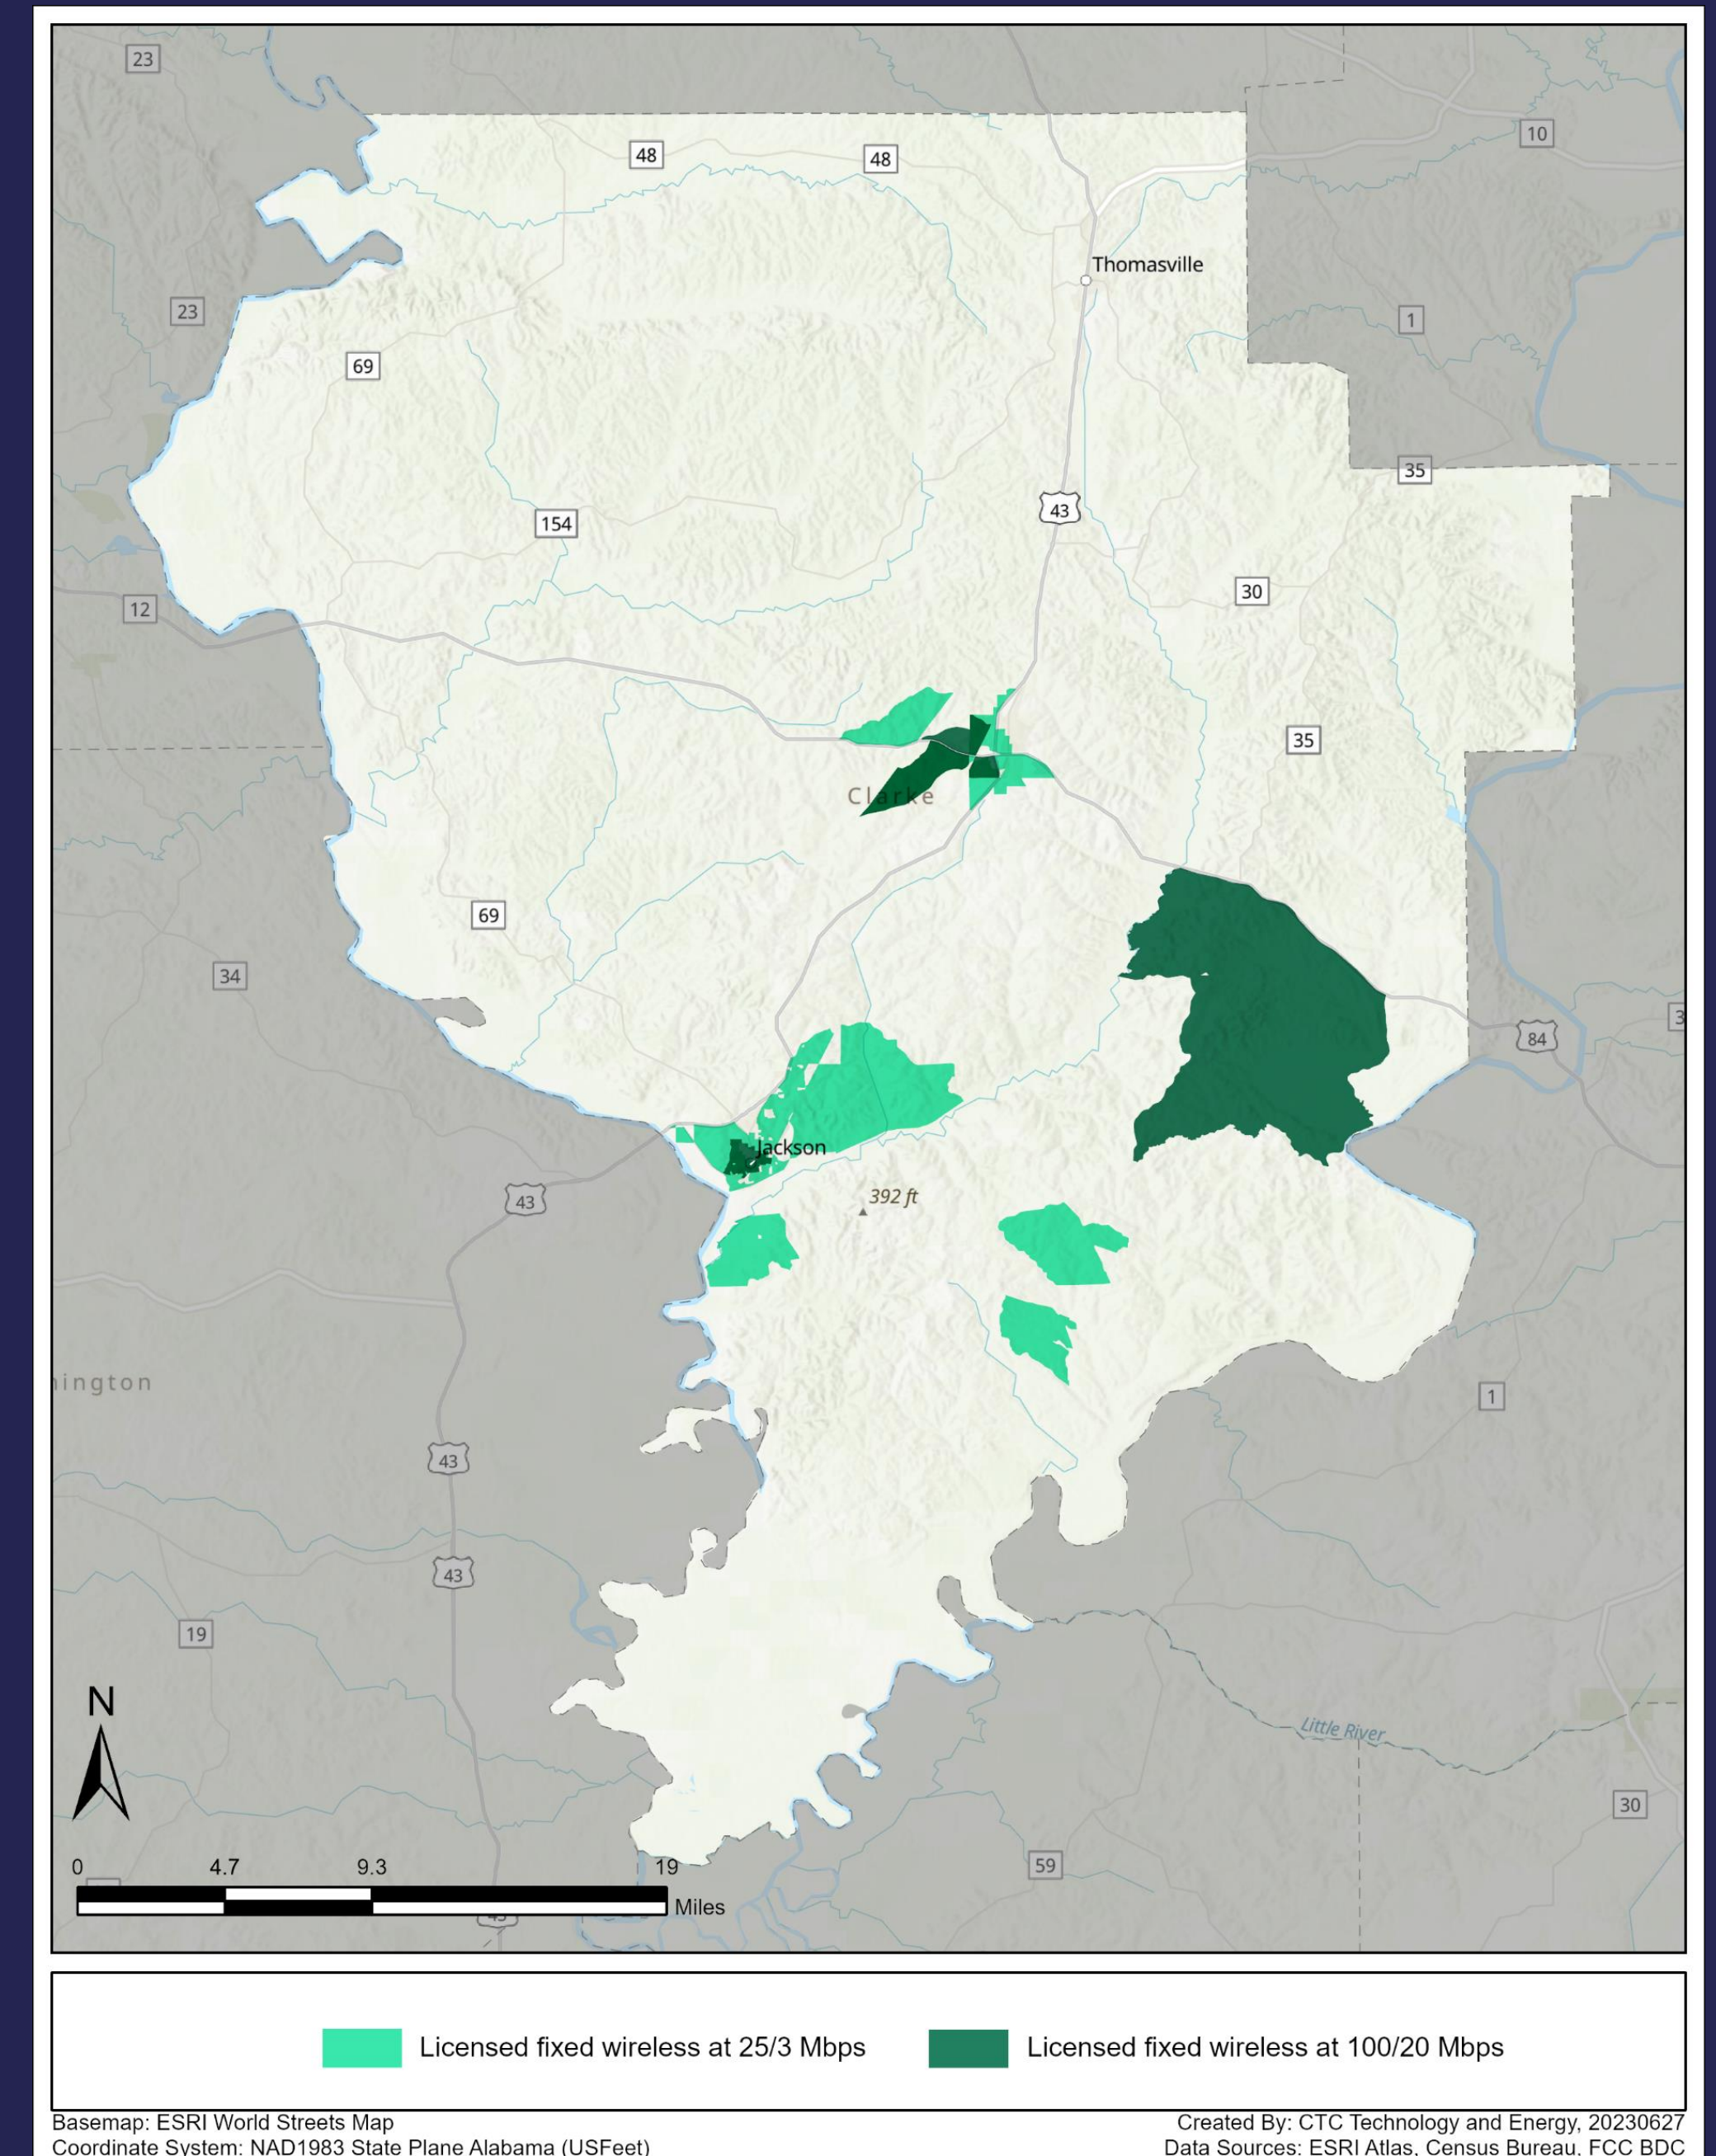 23
10
48
48
Thomasville
23
1
69
35
154
43
30
12
35
Clarke
69
34
84
3
Jackson
392 ft
43
ington
1
43
43
19
N
Little River
30
0 4.7 9.3 19
59
Miles
Licensed fixed wireless at 25/3 Mbps Licensed fixed wireless at 100/20 Mbps
Basemap: ESRI World Streets Map Created By: CTC Technology and Energy, 20230627
Coordinate System: NAD1983 State Plane Alabama (USFeet) Data Sources: ESRI Atlas, Census Bureau, FCC BDC